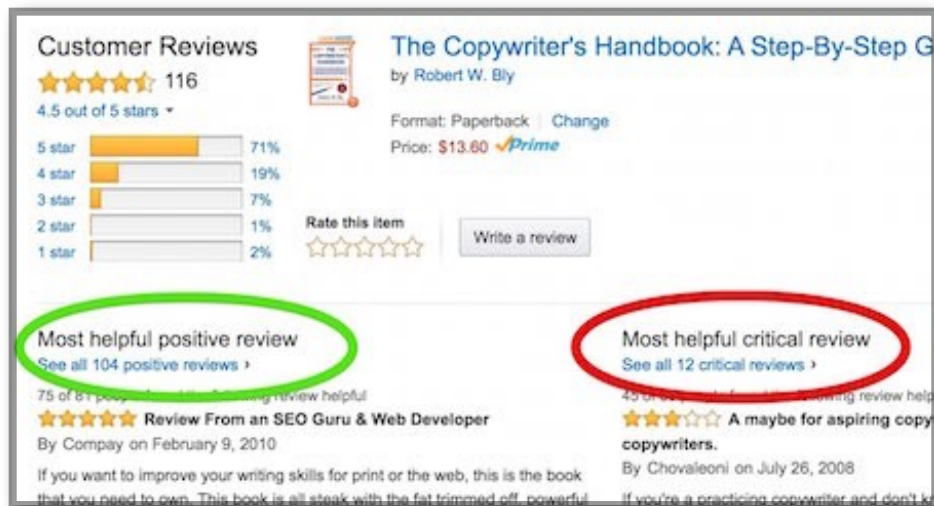 Customer Reviews
116
4.5 out of 5 stars
5 star 71%
4 star 19%
3 star 7%
2 star 1%
1 star 2%
The Copywriter's Handbook: A Step-By-Step G
by Robert W. Bly
Format: Paperback | Change
Price: $13.60 Prime
Rate this item
Write a review
Most helpful positive review
See all 104 positive reviews ›
75 of 81 following review helpful
Review From an SEO Guru & Web Developer
By Compay on February 9, 2010
If you want to improve your writing skills for print or the web, this is the book
that you need to own. This book is all steak with the fat trimmed off, powerful
Most helpful critical review
See all 12 critical reviews ›
following review help
A maybe for aspiring copy
copywriters.
By Chovaleoni on July 26, 2008
If you're a practicing copywriter and don't kn